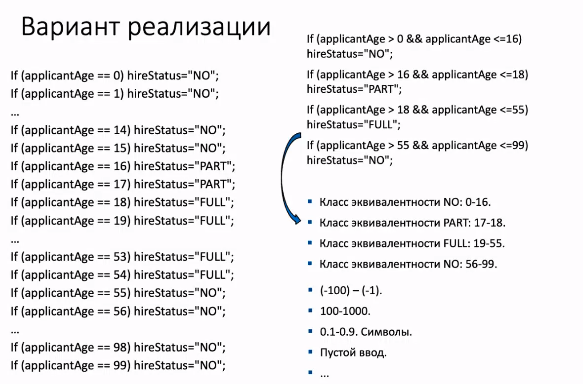 Вариант реализации
If (applicantAge == 0) hireStatus="NO";
If (applicantAge == 1) hireStatus="NO";
...
If (applicantAge == 14) hireStatus="NO";
If (applicantAge == 15) hireStatus="NO";
If (applicantAge == 16) hireStatus="PART";
If (applicantAge == 17) hireStatus="PART";
If (applicantAge == 18) hireStatus="FULL";
If (applicantAge == 19) hireStatus="FULL";
...
If (applicantAge == 53) hireStatus="FULL";
If (applicantAge == 54) hireStatus="FULL";
If (applicantAge == 55) hireStatus="NO";
If (applicantAge == 56) hireStatus="NO";
...
If (applicantAge == 98) hireStatus="NO";
If (applicantAge == 99) hireStatus="NO";
If (applicantAge > 0 && applicantAge <=16)
hireStatus="NO";
If (applicantAge > 16 && applicantAge <=18)
hireStatus="PART";
If (applicantAge > 18 && applicantAge <=55)
hireStatus="FULL";
If (applicantAge > 55 && applicantAge <=99)
hireStatus="NO";
▪ Класс эквивалентности NO: 0-16.
▪ Класс эквивалентности PART: 17-18.
▪ Класс эквивалентности FULL: 19-55.
▪ Класс эквивалентности NO: 56-99.
▪ (-100) – (-1).
▪ 100-1000.
▪ 0.1-0.9. Символы.
▪ Пустой ввод.
▪ ...